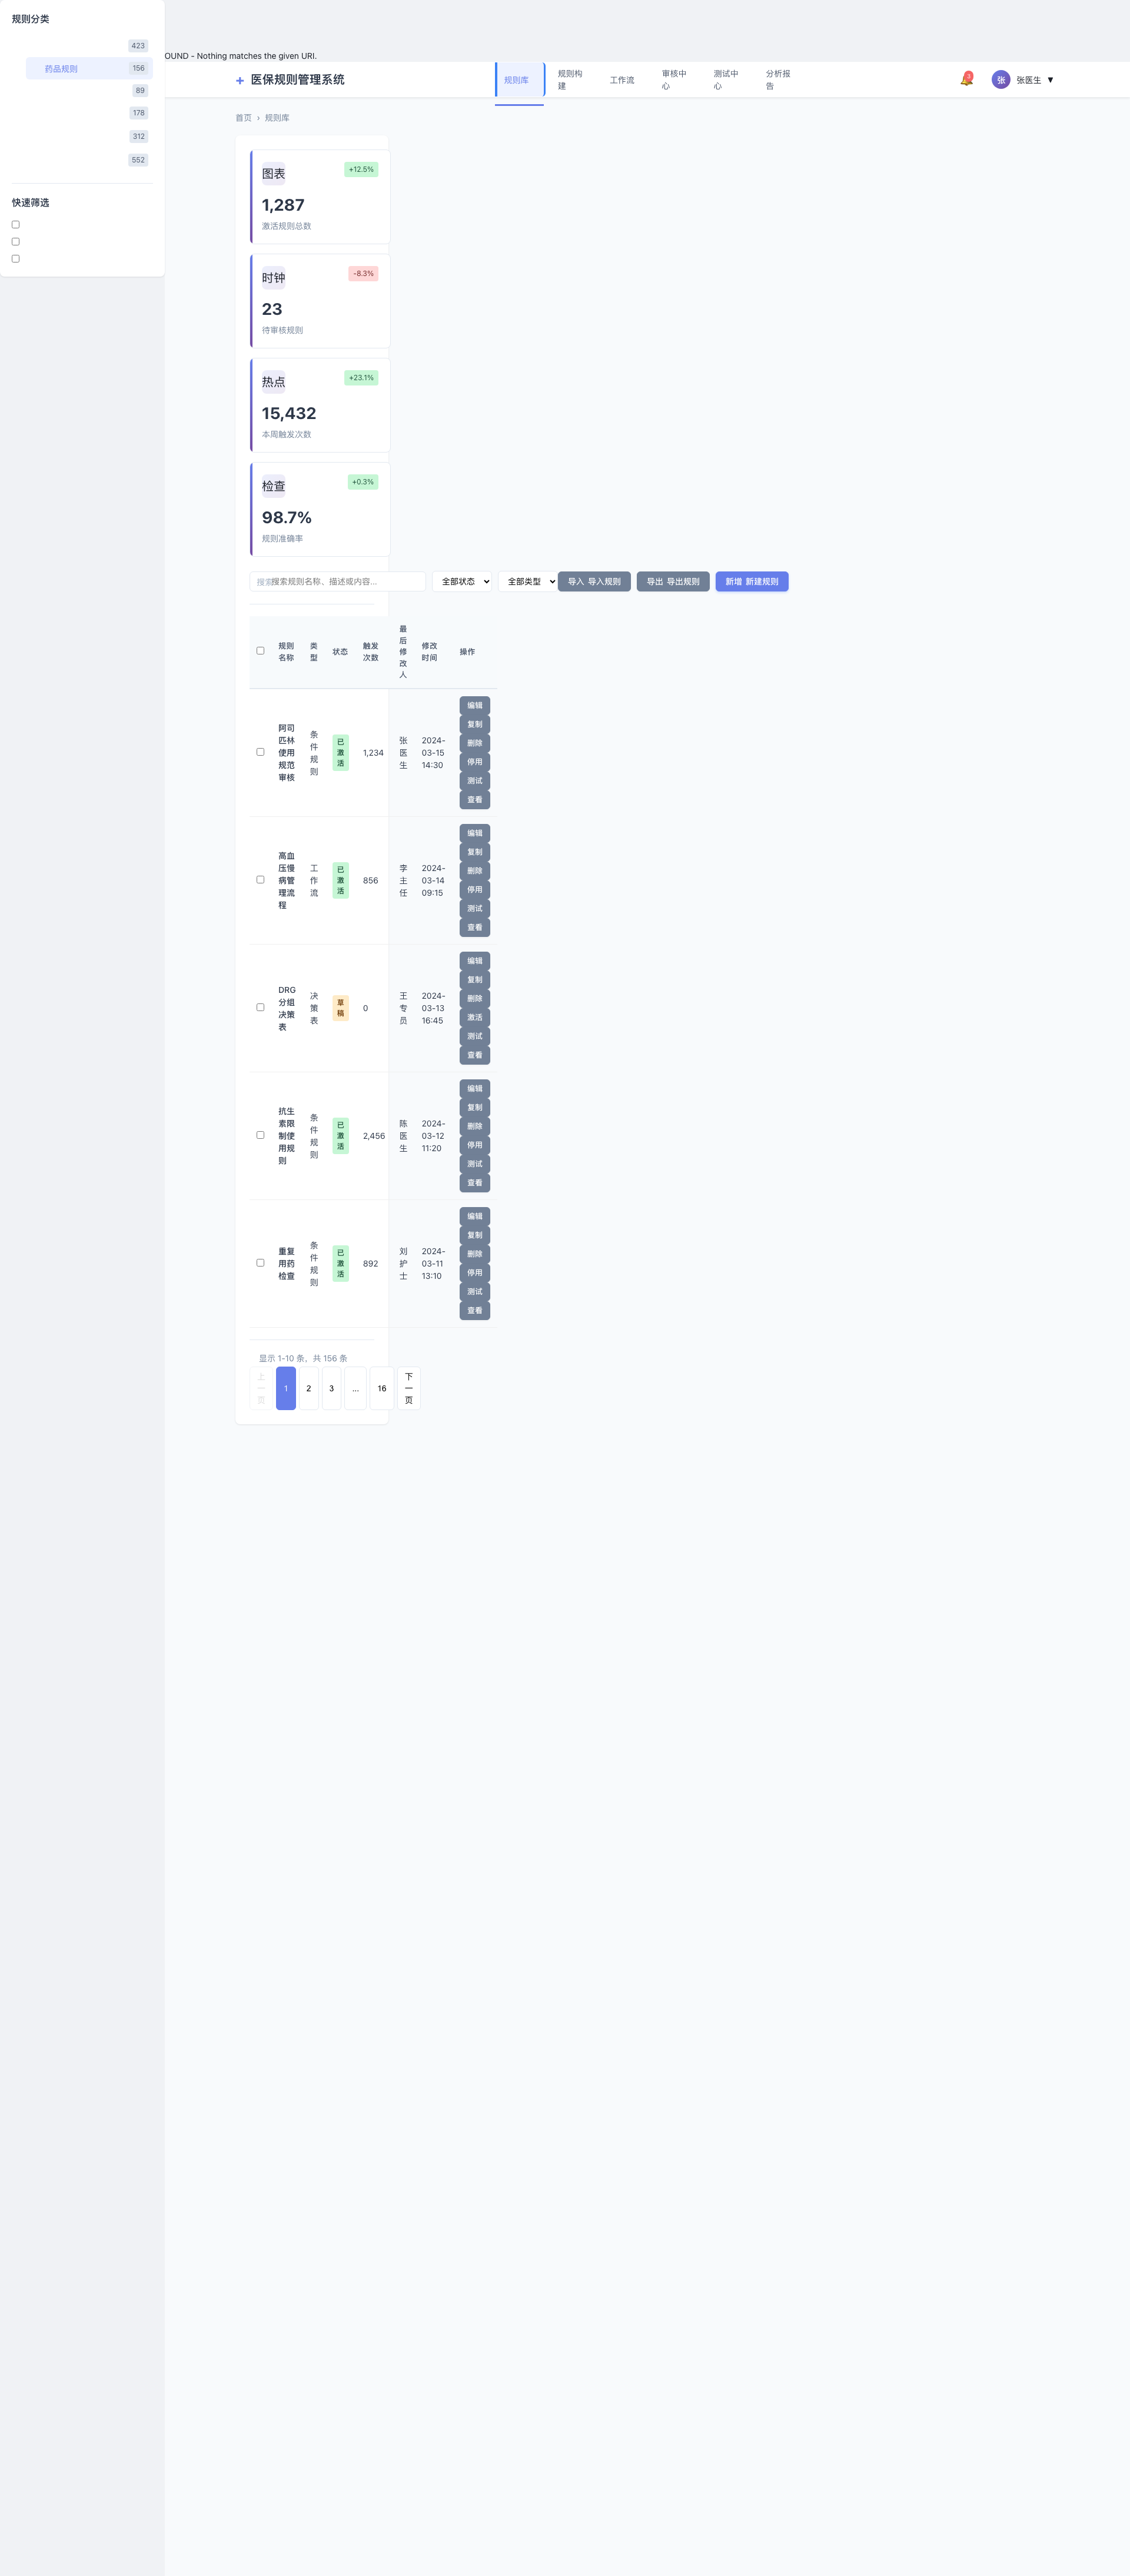 规则分类
423
药品规则 156
89
178
312
552
快速筛选
OUND - Nothing matches the given URI.
+ 医保规则管理系统
规则库
规则构
建
工作流
审核中
心
测试中
心
分析报
告
3
张 张医生 ▼
首页 › 规则库
图表 +12.5%
1,287
激活规则总数
时钟 -8.3%
23
待审核规则
热点 +23.1%
15,432
本周触发次数
检查 +0.3%
98.7%
规则准确率
搜索规则名称、描述或内容...
全部状态
全部类型
导入 导入规则
导出 导出规则
新增 新建规则
规则
名称
类
型
状态
触发
次数
最
后
修
改
人
修改
时间
操作
阿司
匹林
使用
规范
审核
条
件
规
则
已
激
活
1,234
张
医
生
2024-
03-15
14:30
编辑
复制
删除
停用
测试
查看
高血
压慢
病管
理流
程
工
作
流
已
激
活
856
李
主
任
2024-
03-14
09:15
编辑
复制
删除
停用
测试
查看
DRG
分组
决策
表
决
策
表
草
稿
0
王
专
员
2024-
03-13
16:45
编辑
复制
删除
激活
测试
查看
抗生
素限
制使
用规
则
条
件
规
则
已
激
活
2,456
陈
医
生
2024-
03-12
11:20
编辑
复制
删除
停用
测试
查看
重复
用药
检查
条
件
规
则
已
激
活
892
刘
护
士
2024-
03-11
13:10
编辑
复制
删除
停用
测试
查看
显示 1-10 条，共 156 条
上
一
页
1
2
3
...
16
下
一
页